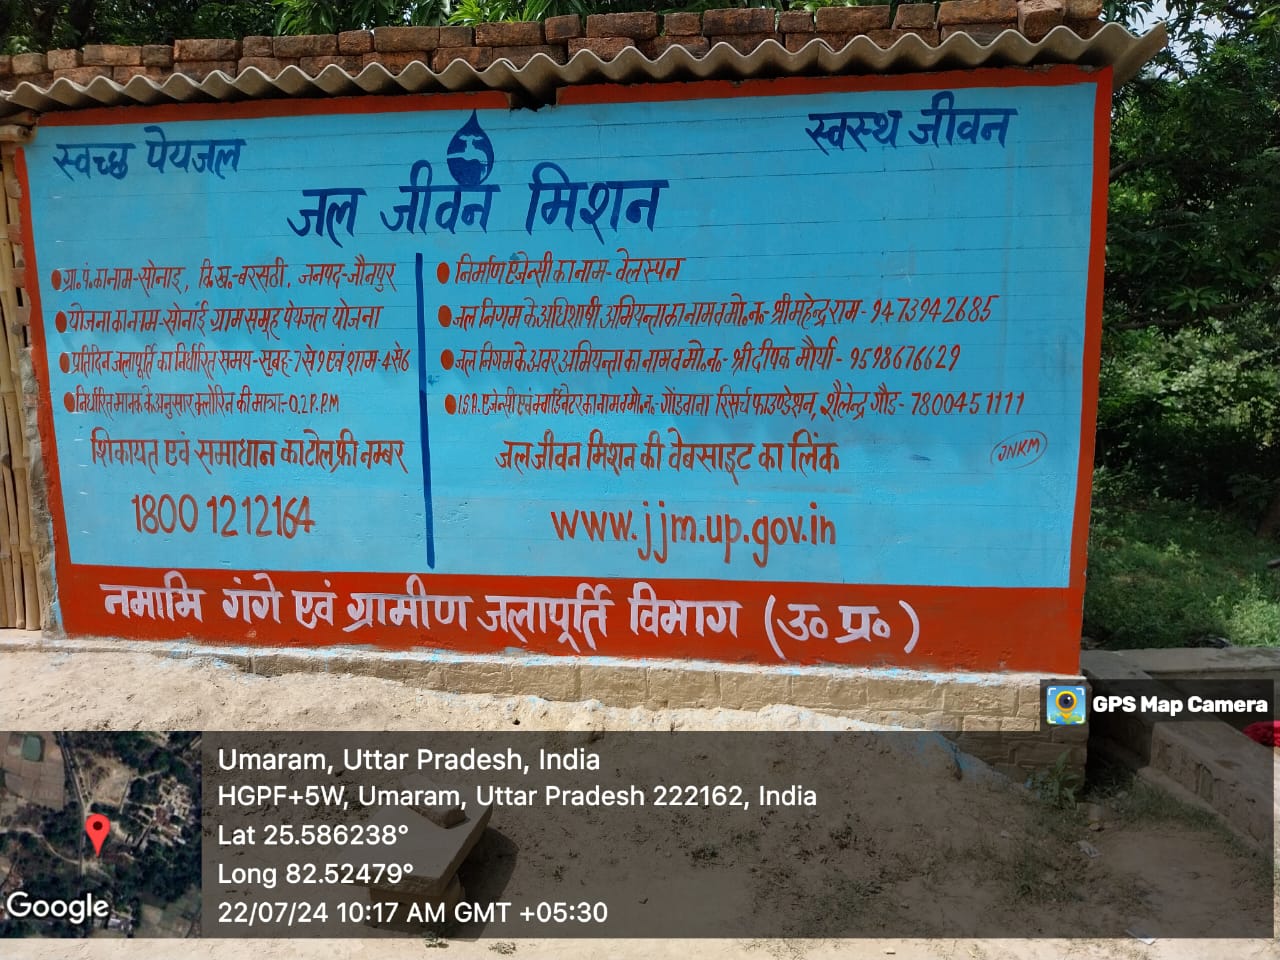 स्वच्छ पेयजल
स्वस्थ जीवन
जल जीवन मिशन
ग्रा.पं.का नाम-सोनाइ, वि.ख.-बरसठी, जनपद-जौनपुर
योजना का नाम-सोनाई ग्राम समूह पेयजल योजना
प्रतिदिन जलापूर्ति का निर्धारित समय-सुबह-7 से 9 एवं शाम-4 से 6
निर्धारित मानक के अनुसार क्लोरिन की मात्रा:-0.2 P.P.M
शिकायत एवं समाधान का टोल फ्री नम्बर
1800 1212164
निर्माण एजेन्सी का नाम- वेलस्पन
जल निगम के अधिशाषी अभियन्ता का नाम व मो०न०- श्री महेन्द्र राम- 9473942685
जल निगम के अवर अभियन्ता का नाम व मो०न०- श्री दीपक मौर्या- 9598676629
I.S.A. एजेन्सी एवं क्वार्डिनेटर का नाम व मो०न०- गोंडवाना रिसर्च फाउण्डेशन, शैलेन्द्र गौड- 7800451111
जल जीवन मिशन की वेबसाइट का लिंक
JNKM
www.jjm.up.gov.in
नमामि गंगे एवं ग्रामीण जलापूर्ति विभाग (उ० प्र०)
GPS Map Camera
Umaram, Uttar Pradesh, India
HGPF+5W, Umaram, Uttar Pradesh 222162, India
Lat 25.586238°
Long 82.52479°
22/07/24 10:17 AM GMT +05:30
Google